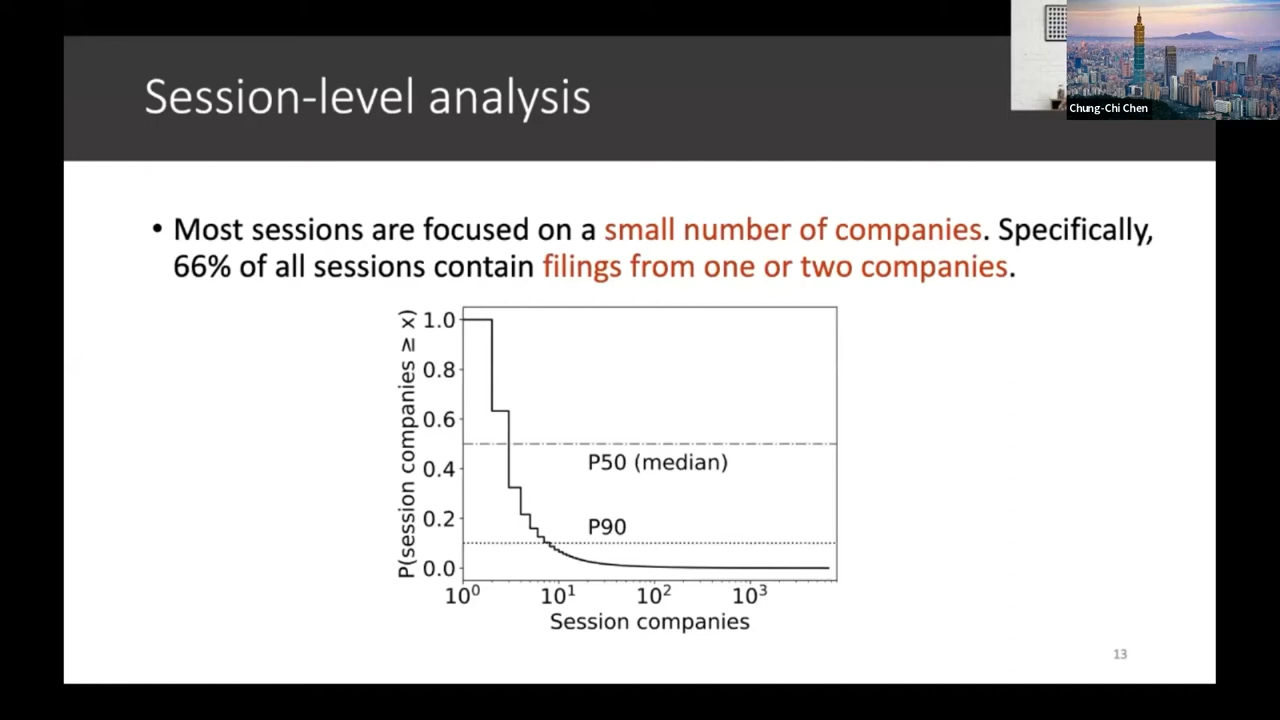 Session-level analysis
Chung-Chi Chen
• Most sessions are focused on a small number of companies. Specifically,
66% of all sessions contain filings from one or two companies.
P(session companies ≥ x)
1.0
0.8
0.6
0.4
0.2
0.0
P50 (median)
P90
10⁰ 10¹ 10² 10³
Session companies
13